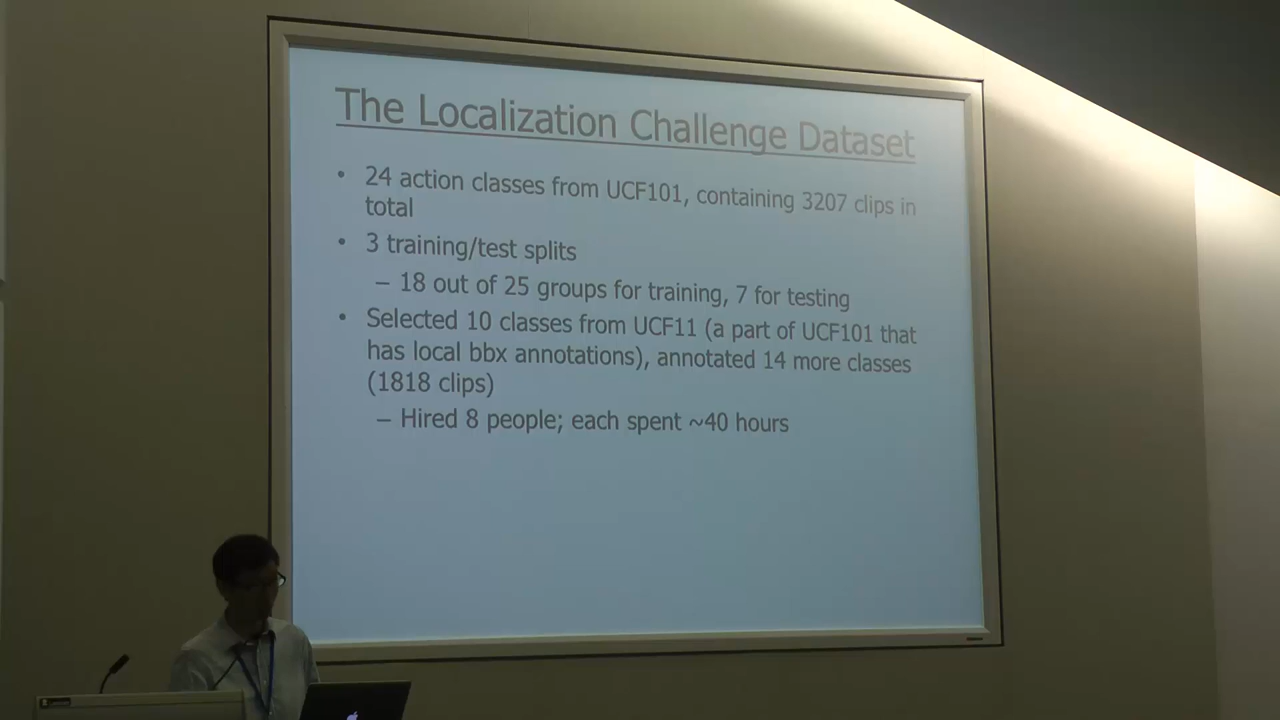 The Localization Challenge Dataset
• 24 action classes from UCF101, containing 3207 clips in
total
• 3 training/test splits
– 18 out of 25 groups for training, 7 for testing
• Selected 10 classes from UCF11 (a part of UCF101 that
has local bbx annotations), annotated 14 more classes
(1818 clips)
– Hired 8 people; each spent ~40 hours